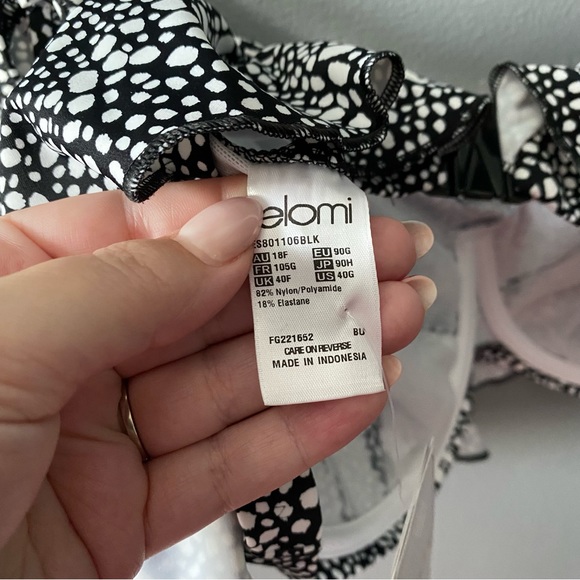 elomi
ES801106BLK
AU 18F EU 90G
FR 105G JP 90H
UK 40F US 40G
82% Nylon/Polyamide
18% Elastane
FG221652 BU
CARE ON REVERSE
MADE IN INDONESIA